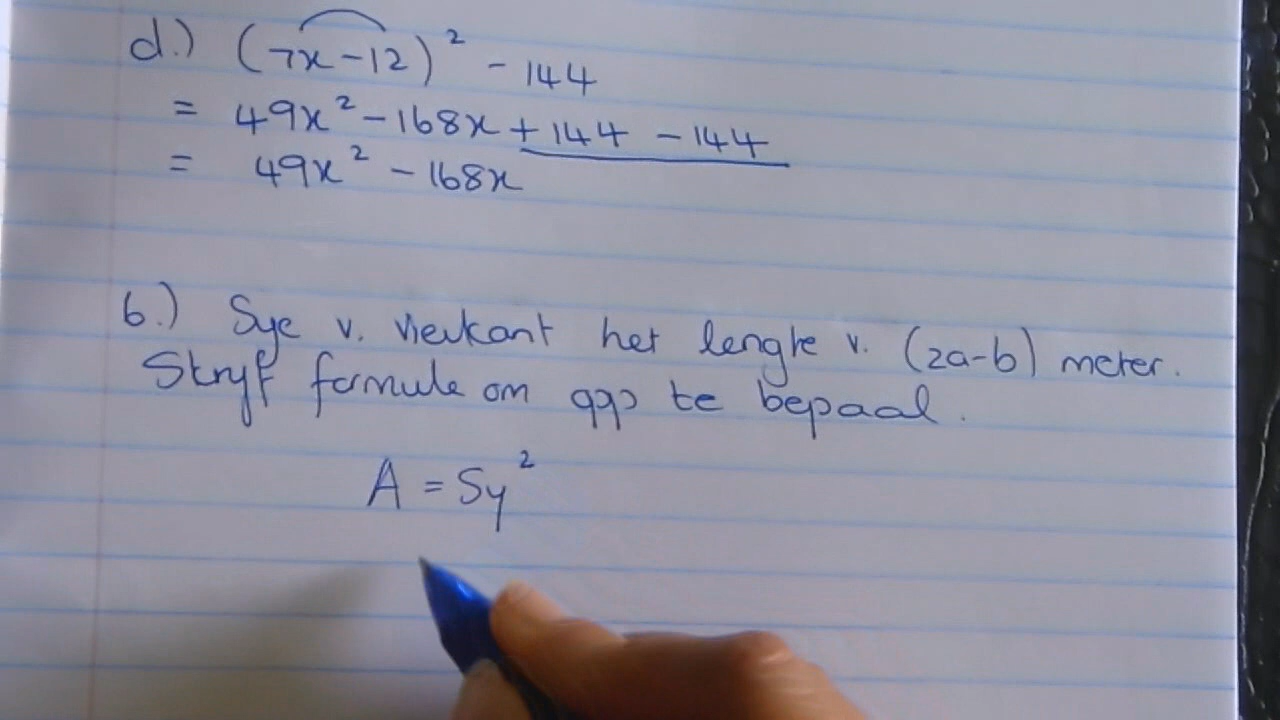 d.) (7x-12)² - 144
= 49x² - 168x + 144 - 144
= 49x² - 168x
6.) Sye v. vierkant het lengte v. (2a-b) meter.
Skryf formule om opp te bepaal.
A = Sy²